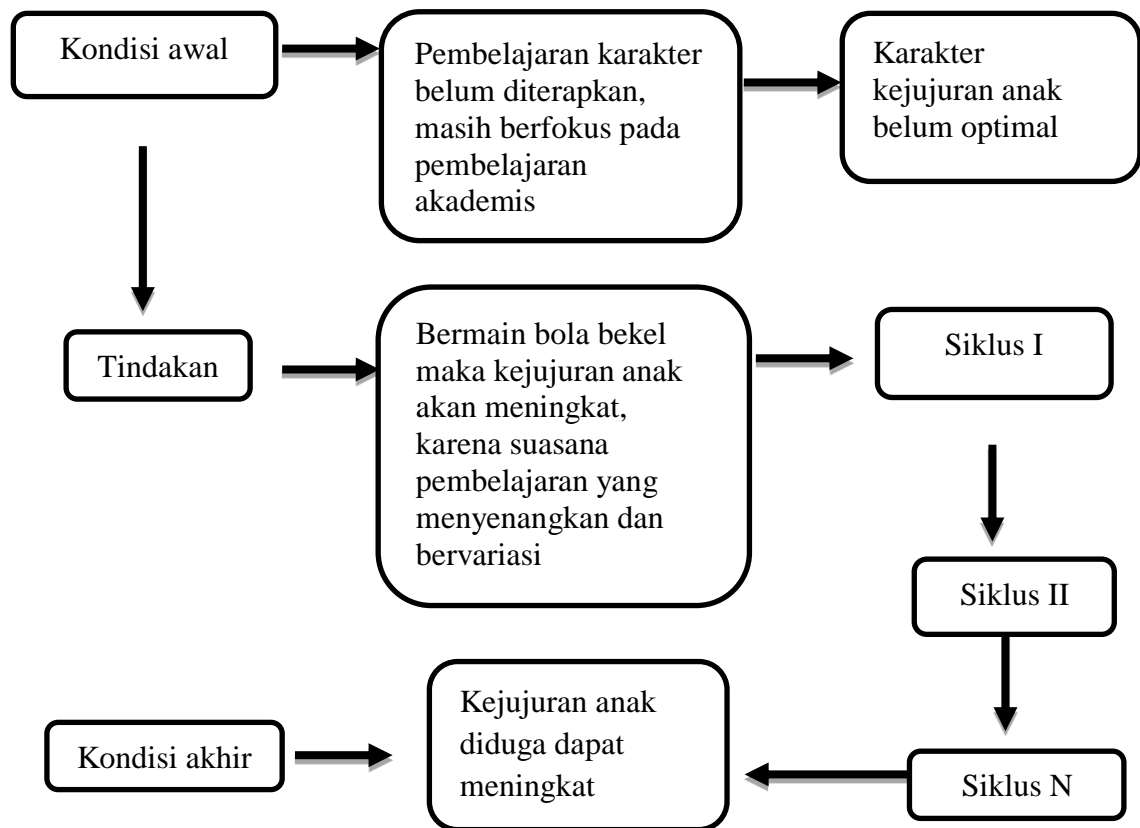 Kondisi awal
Pembelajaran karakter
belum diterapkan,
masih berfokus pada
pembelajaran
akademis
Karakter
kejujuran anak
belum optimal
Tindakan
Bermain bola bekel
maka kejujuran anak
akan meningkat,
karena suasana
pembelajaran yang
menyenangkan dan
bervariasi
Siklus I
Siklus II
Siklus N
Kondisi akhir
Kejujuran anak
diduga dapat
meningkat